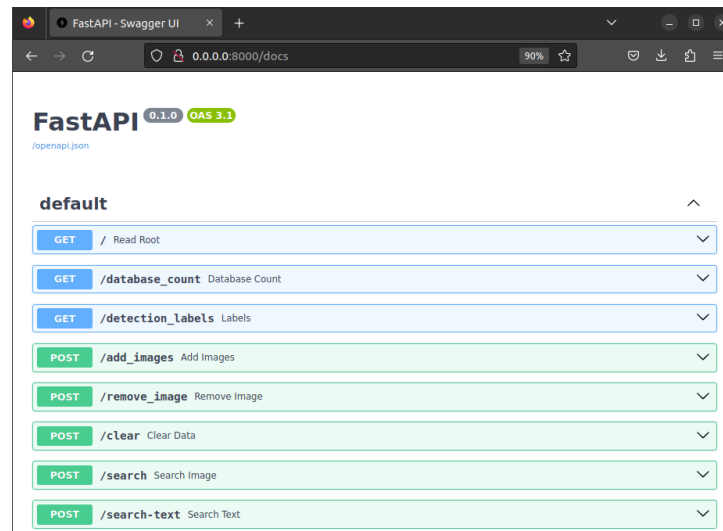 FastAPI - Swagger UI
0.0.0.0:8000/docs 90%
FastAPI 0.1.0 OAS 3.1
/openapi.json
default
GET / Read Root
GET /database_count Database Count
GET /detection_labels Labels
POST /add_images Add Images
POST /remove_image Remove Image
POST /clear Clear Data
POST /search Search Image
POST /search-text Search Text